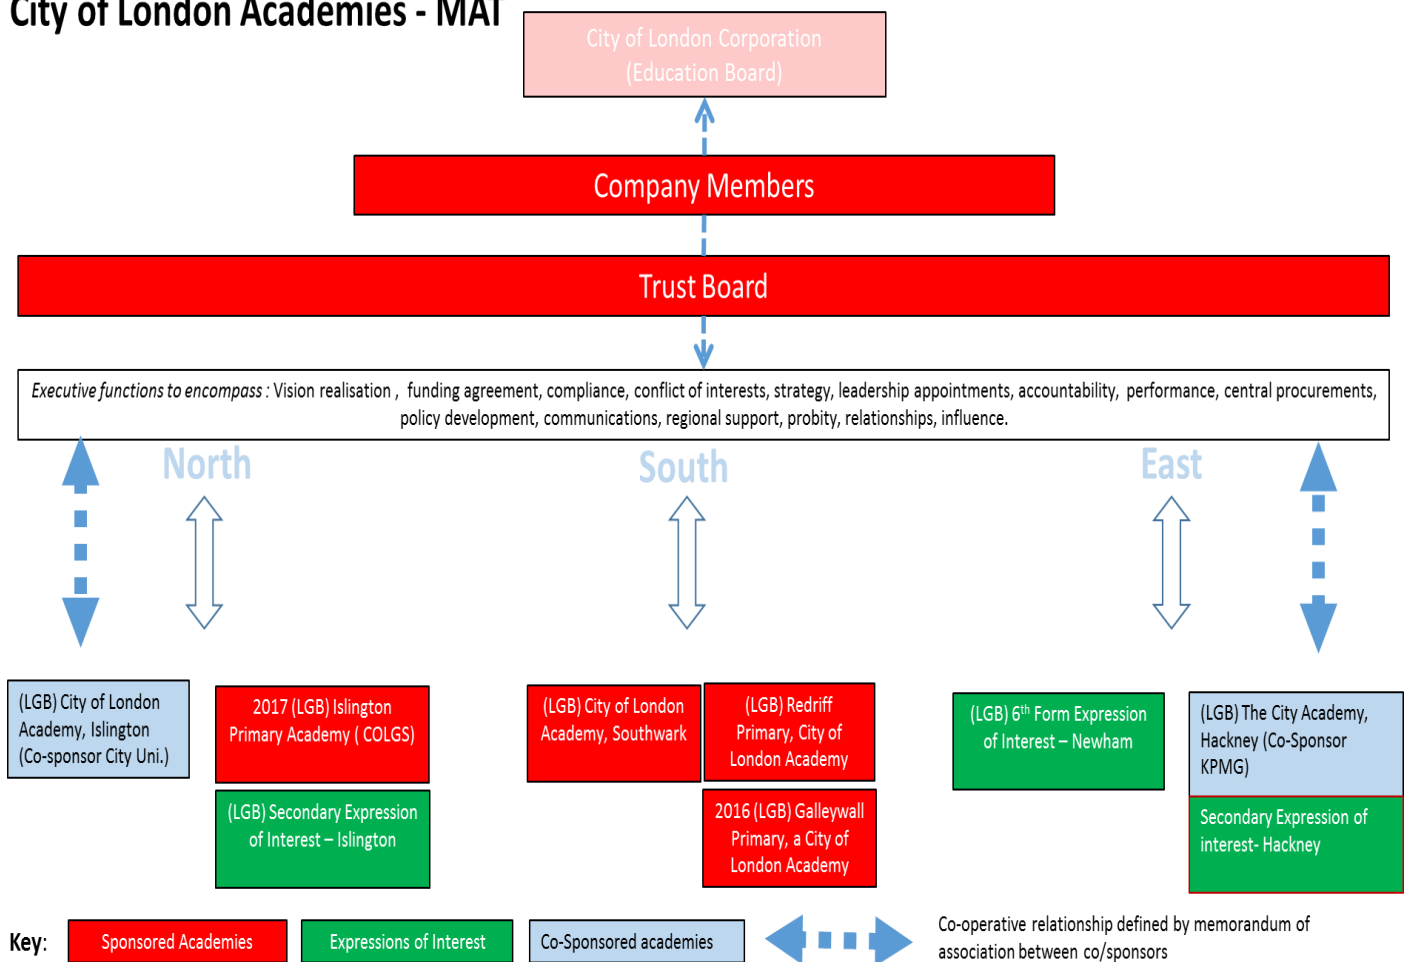 City of London Academies - MAT
City of London Corporation
(Education Board)
Company Members
Trust Board
Executive functions to encompass : Vision realisation , funding agreement, compliance, conflict of interests, strategy, leadership appointments, accountability, performance, central procurements,
policy development, communications, regional support, probity, relationships, influence.
North
South
East
(LGB) City of London
Academy, Islington
(Co-sponsor City Uni.)
2017 (LGB) Islington
Primary Academy ( COLGS)
(LGB) Secondary Expression
of Interest – Islington
(LGB) City of London
Academy, Southwark
(LGB) Redriff
Primary, City of
London Academy
2016 (LGB) Galleywall
Primary, a City of
London Academy
(LGB) 6th Form Expression
of Interest – Newham
(LGB) The City Academy,
Hackney (Co-Sponsor
KPMG)
Secondary Expression of
interest- Hackney
Key:
Sponsored Academies
Expressions of Interest
Co-Sponsored academies
Co-operative relationship defined by memorandum of
association between co/sponsors